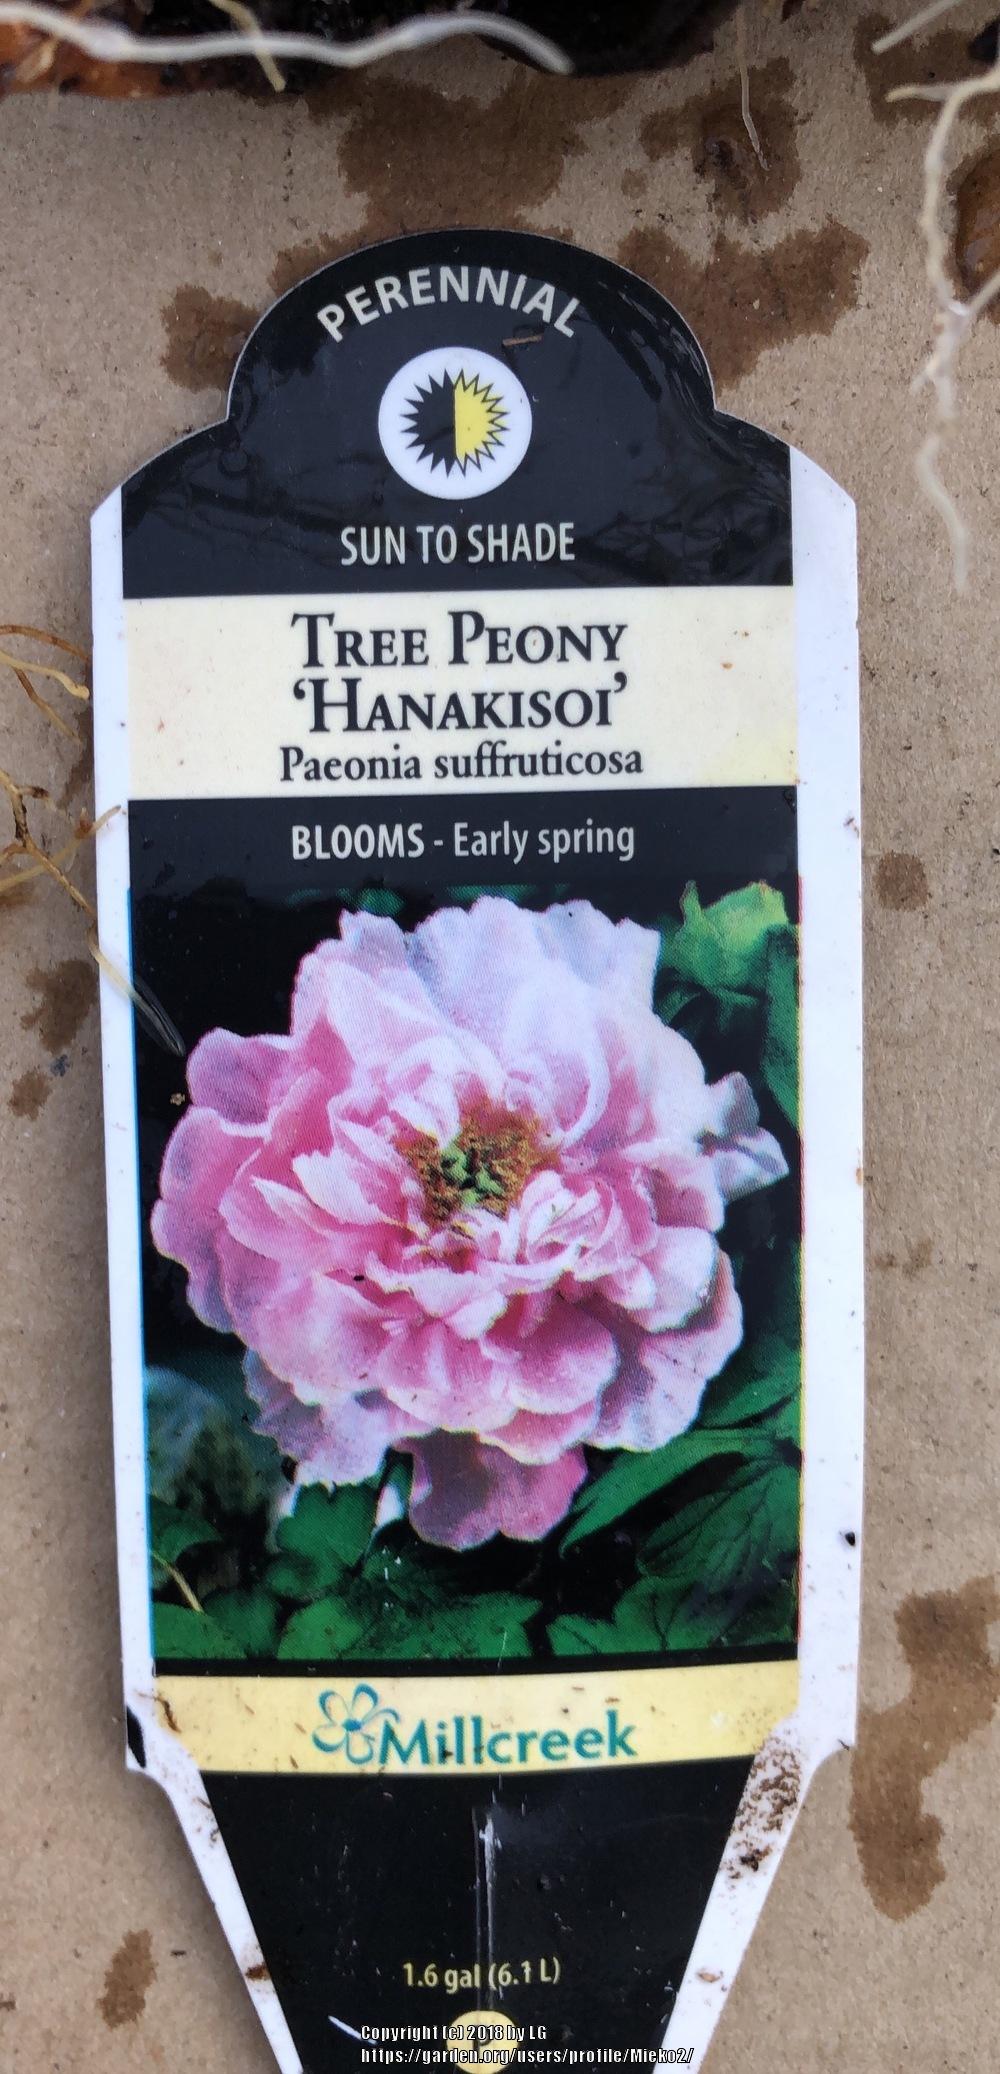 PERENNIAL
SUN TO SHADE
TREE PEONY
‘HANAKISOI’
Paeonia suffruticosa
BLOOMS - Early spring
Millcreek
1.6 gal (6.1 L)
P
Copyright (c) 2018 by LG
https://garden.org/users/profile/Mieko2/